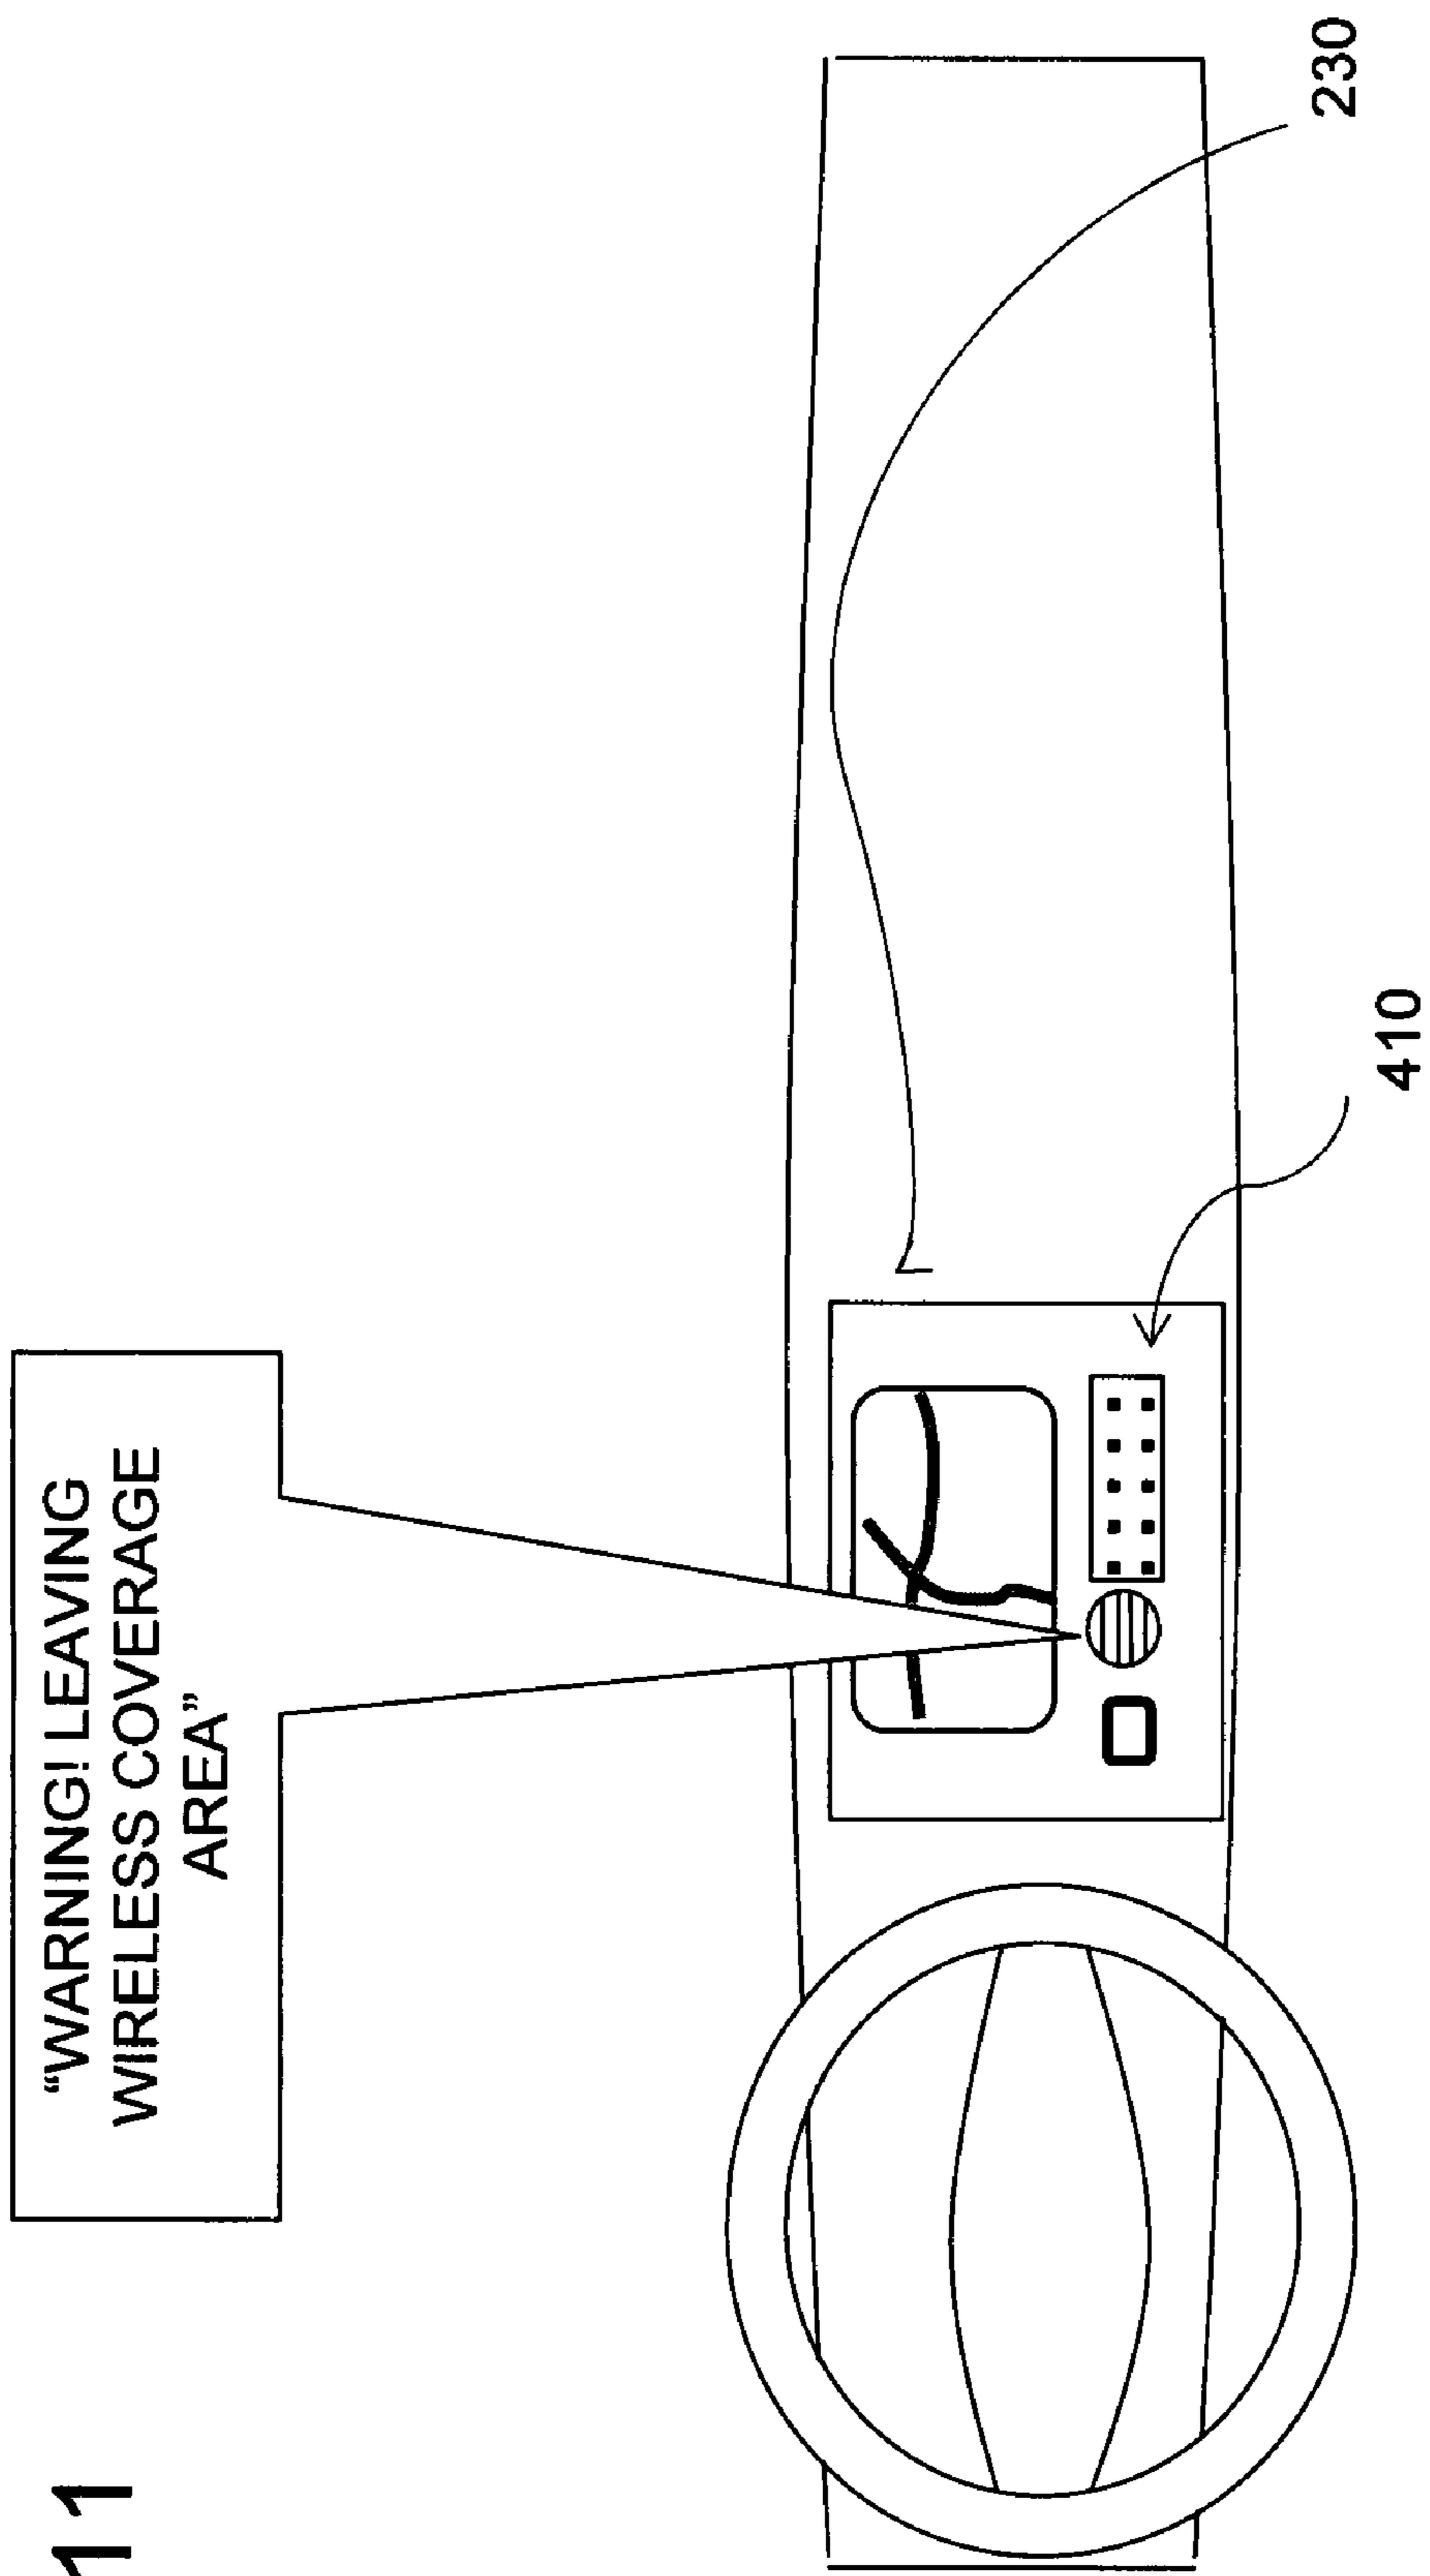 “WARNING! LEAVING
WIRELESS COVERAGE
AREA”
230
410
11